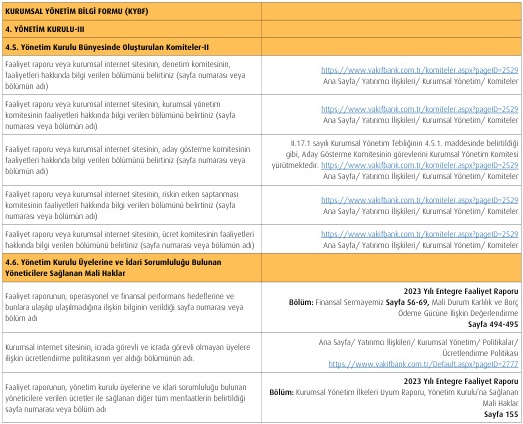 KURUMSAL YÖNETİM BİLGİ FORMU (KYBF)
4. YÖNETİM KURULU-III
4.5. Yönetim Kurulu Bünyesinde Oluşturulan Komiteler-II
Faaliyet raporu veya kurumsal internet sitesinin, denetim komitesinin,
faaliyetleri hakkında bilgi verilen bölümünü belirtiniz (sayfa numarası veya
bölümün adı)
https://www.vakifbank.com.tr/komiteler.aspx?pageID=2529
Ana Sayfa/ Yatırımcı İlişkileri/ Kurumsal Yönetim/ Komiteler
Faaliyet raporu veya kurumsal internet sitesinin, kurumsal yönetim
komitesinin faaliyetleri hakkında bilgi verilen bölümünü belirtiniz (sayfa
numarası veya bölümün adı)
https://www.vakifbank.com.tr/komiteler.aspx?pageID=2529
Ana Sayfa/ Yatırımcı İlişkileri/ Kurumsal Yönetim/ Komiteler
Faaliyet raporu veya kurumsal internet sitesinin, aday gösterme komitesinin
faaliyetleri hakkında bilgi verilen bölümünü belirtiniz (sayfa numarası veya
bölümün adı)
II.17.1 sayılı Kurumsal Yönetim Tebliğinin 4.5.1. maddesinde belirtildiği
gibi, Aday Gösterme Komitesinin görevlerini Kurumsal Yönetim Komitesi
yürütmektedir. https://www.vakifbank.com.tr/komiteler.aspx?pageID=2529
Ana Sayfa/ Yatırımcı İlişkileri/ Kurumsal Yönetim/ Komiteler
Faaliyet raporu veya kurumsal internet sitesinin, riskin erken saptanması
komitesinin faaliyetleri hakkında bilgi verilen bölümünü belirtiniz (sayfa
numarası veya bölümün adı)
https://www.vakifbank.com.tr/komiteler.aspx?pageID=2529
Ana Sayfa/ Yatırımcı İlişkileri/ Kurumsal Yönetim/ Komiteler
Faaliyet raporu veya kurumsal internet sitesinin, ücret komitesinin faaliyetleri
hakkında bilgi verilen bölümünü belirtiniz (sayfa numarası veya bölümün adı)
https://www.vakifbank.com.tr/komiteler.aspx?pageID=2529
Ana Sayfa/ Yatırımcı İlişkileri/ Kurumsal Yönetim/ Komiteler
4.6. Yönetim Kurulu Üyelerine ve İdari Sorumluluğu Bulunan
Yöneticilere Sağlanan Mali Haklar
Faaliyet raporunun, operasyonel ve finansal performans hedeflerine ve
bunlara ulaşılıp ulaşılmadığına ilişkin bilginin verildiği sayfa numarası veya
bölüm adı
2023 Yılı Entegre Faaliyet Raporu
Bölüm: Finansal Sermayemiz Sayfa 56-69, Mali Durum Karlılık ve Borç
Ödeme Gücüne İlişkin Değerlendirme
Sayfa 494-495
Kurumsal internet sitesinin, icrada görevli ve icrada görevli olmayan üyelere
ilişkin ücretlendirme politikasının yer aldığı bölümünün adı.
Ana Sayfa/ Yatırımcı İlişkileri/ Kurumsal Yönetim/ Politikalar/
Ücretlendirme Politikası
https://www.vakifbank.com.tr/Default.aspx?pageID=2777
Faaliyet raporunun, yönetim kurulu üyelerine ve idari sorumluluğu bulunan
yöneticilere verilen ücretler ile sağlanan diğer tüm menfaatlerin belirtildiği
sayfa numarası veya bölüm adı
2023 Yılı Entegre Faaliyet Raporu
Bölüm: Kurumsal Yönetim İlkeleri Uyum Raporu, Yönetim Kurulu'na Sağlanan
Mali Haklar
Sayfa 155